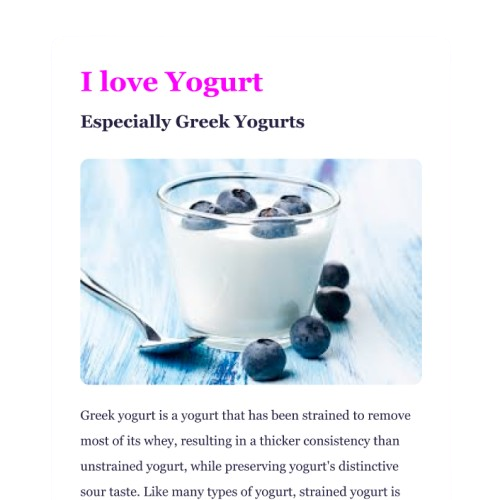 I love Yogurt
Especially Greek Yogurts
Greek yogurt is a yogurt that has been strained to remove
most of its whey, resulting in a thicker consistency than
unstrained yogurt, while preserving yogurt's distinctive
sour taste. Like many types of yogurt, strained yogurt is